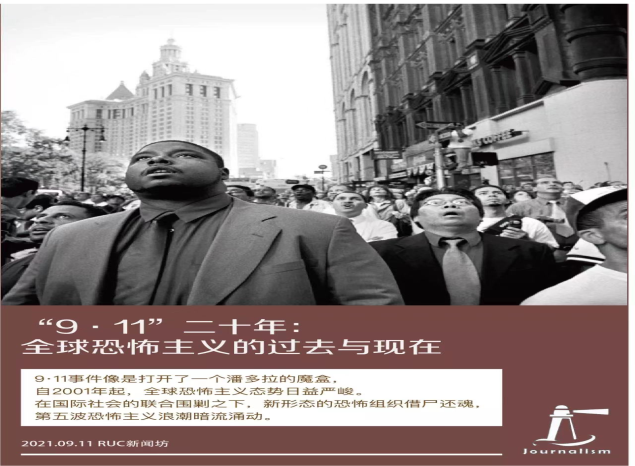 “9·11”二十年：
全球恐怖主义的过去与现在
9·11事件像是打开了一个潘多拉的魔盒，
自2001年起，全球恐怖主义态势日益严峻。
在国际社会的联合围剿之下，新形态的恐怖组织借尸还魂，
第五波恐怖主义浪潮暗流涌动。
2021.09.11 RUC新闻坊
Journalism